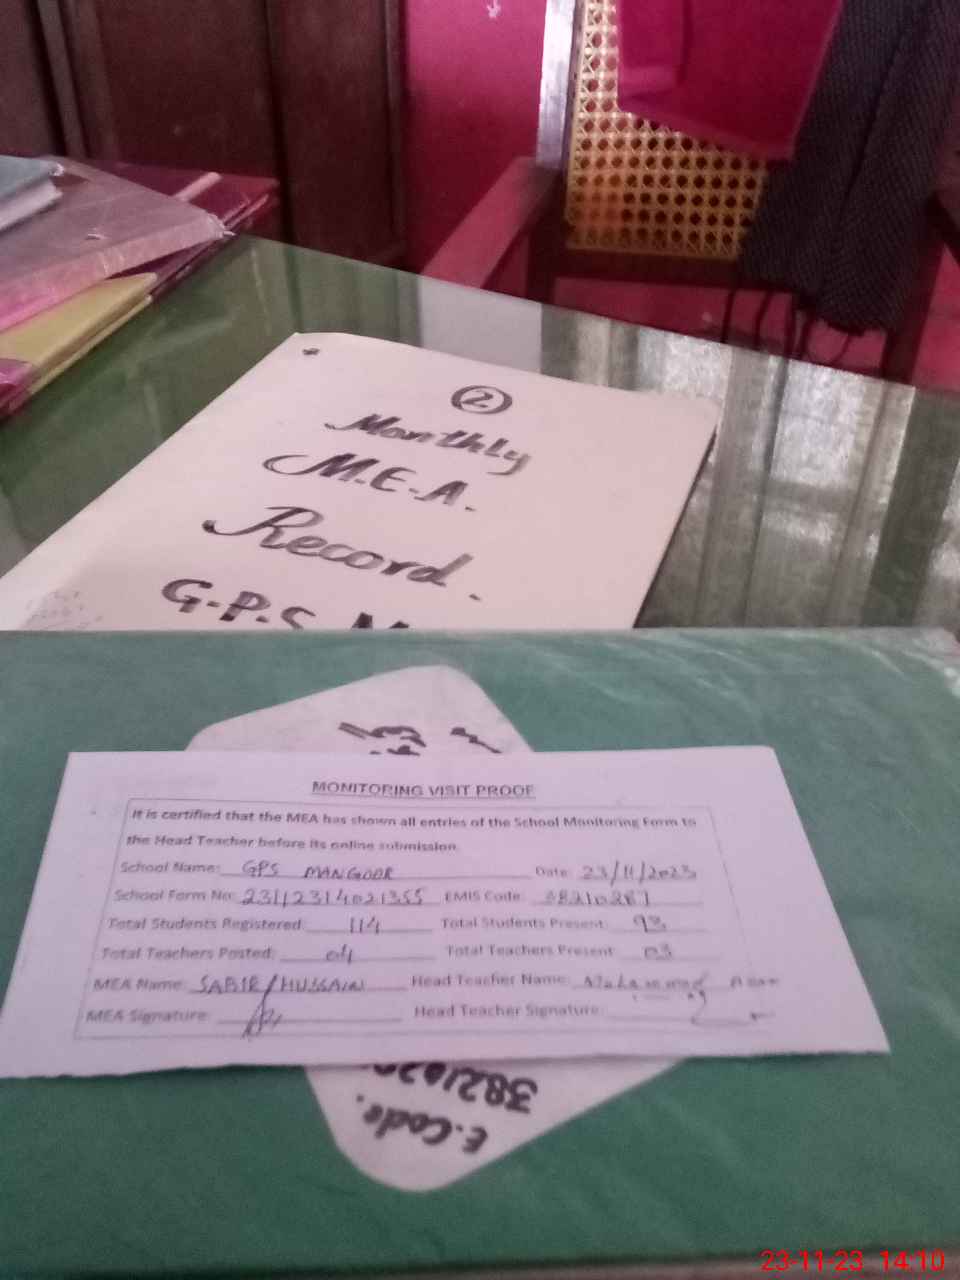 2
Monthly
M.E.A.
Record.
G.P.S. M
MONITORING VISIT PROOF
It is certified that the MEA has shown all entries of the School Monitoring Form to
the Head Teacher before its online submission.
School Name: GPS MANGOOR Date: 23/11/2023
School Form No: 23112314021355 EMIS Code: 38210287
Total Students Registered: 114 Total Students Present: 93
Total Teachers Posted: 04 Total Teachers Present: 03
MEA Name: SABIR HUSSAIN Head Teacher Name: Muhammad
MEA Signature: Head Teacher Signature:
E.Code.
382102
23-11-23 14:10